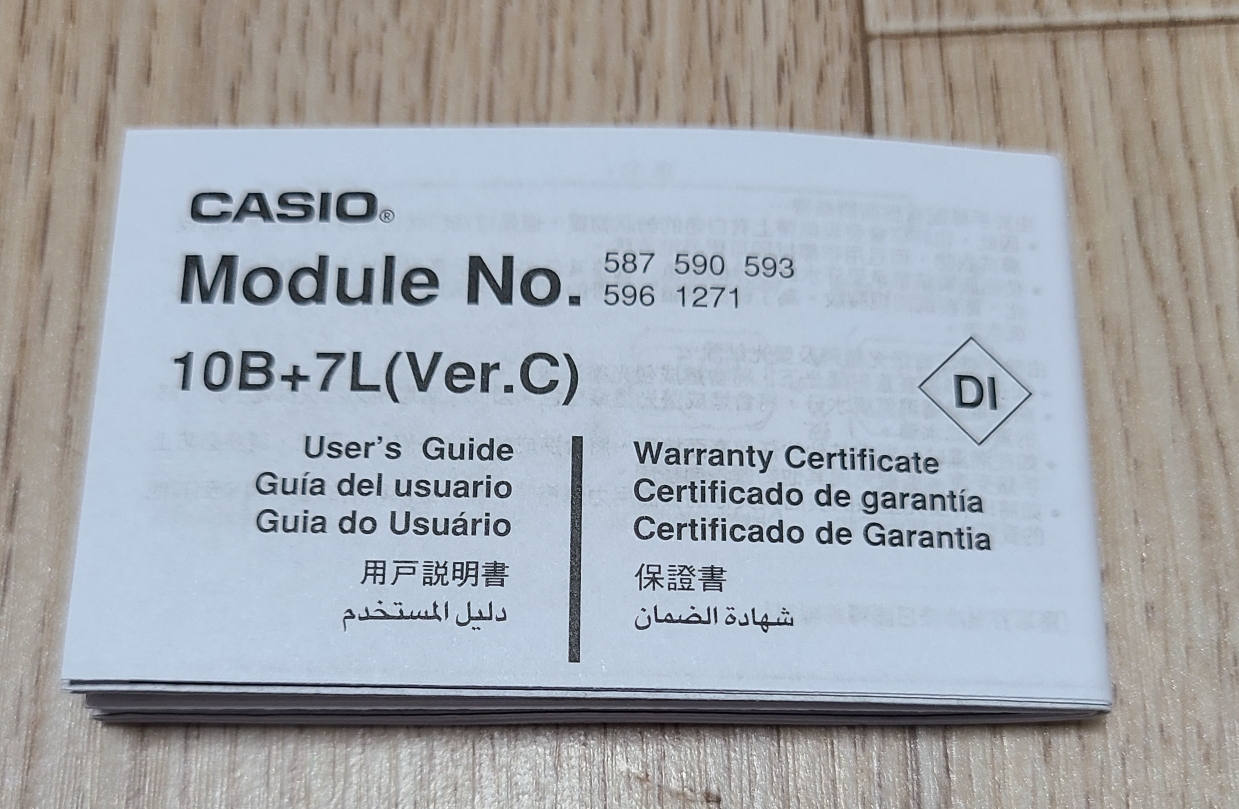 CASIO®
Module No. 587 590 593
596 1271
10B+7L(Ver.C)
DI
User's Guide
Guía del usuario
Guia do Usuário
用戸説明書
دليل المستخدم
Warranty Certificate
Certificado de garantía
Certificado de Garantia
保證書
شهادة الضمان